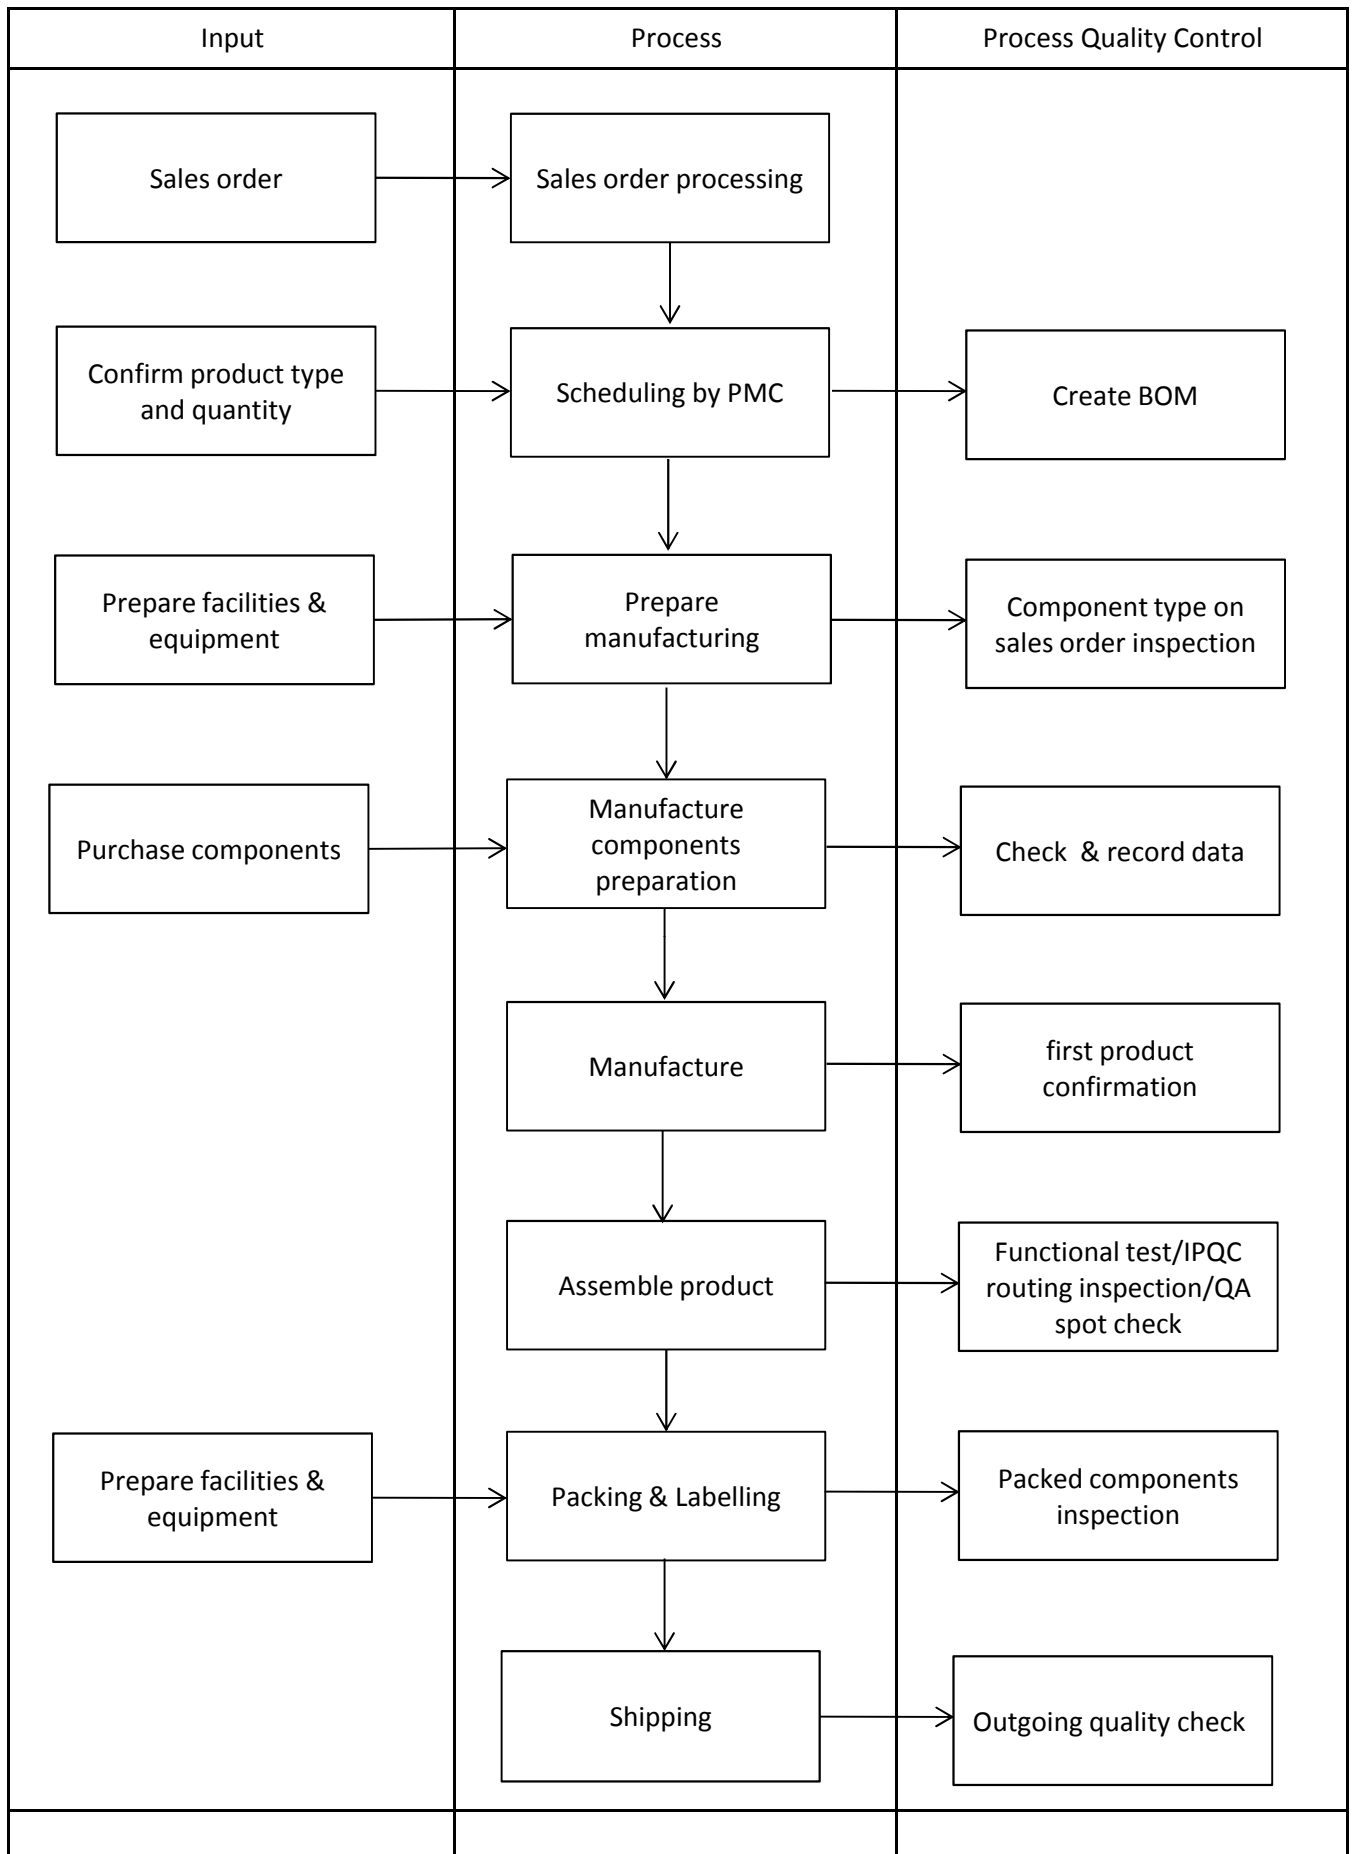 Input
Process
Process Quality Control
Sales order
Sales order processing
Confirm product type
and quantity
Scheduling by PMC
Create BOM
Prepare facilities &
equipment
Prepare
manufacturing
Component type on
sales order inspection
Purchase components
Manufacture
components
preparation
Check & record data
Manufacture
first product
confirmation
Assemble product
Functional test/IPQC
routing inspection/QA
spot check
Prepare facilities &
equipment
Packing & Labelling
Packed components
inspection
Shipping
Outgoing quality check